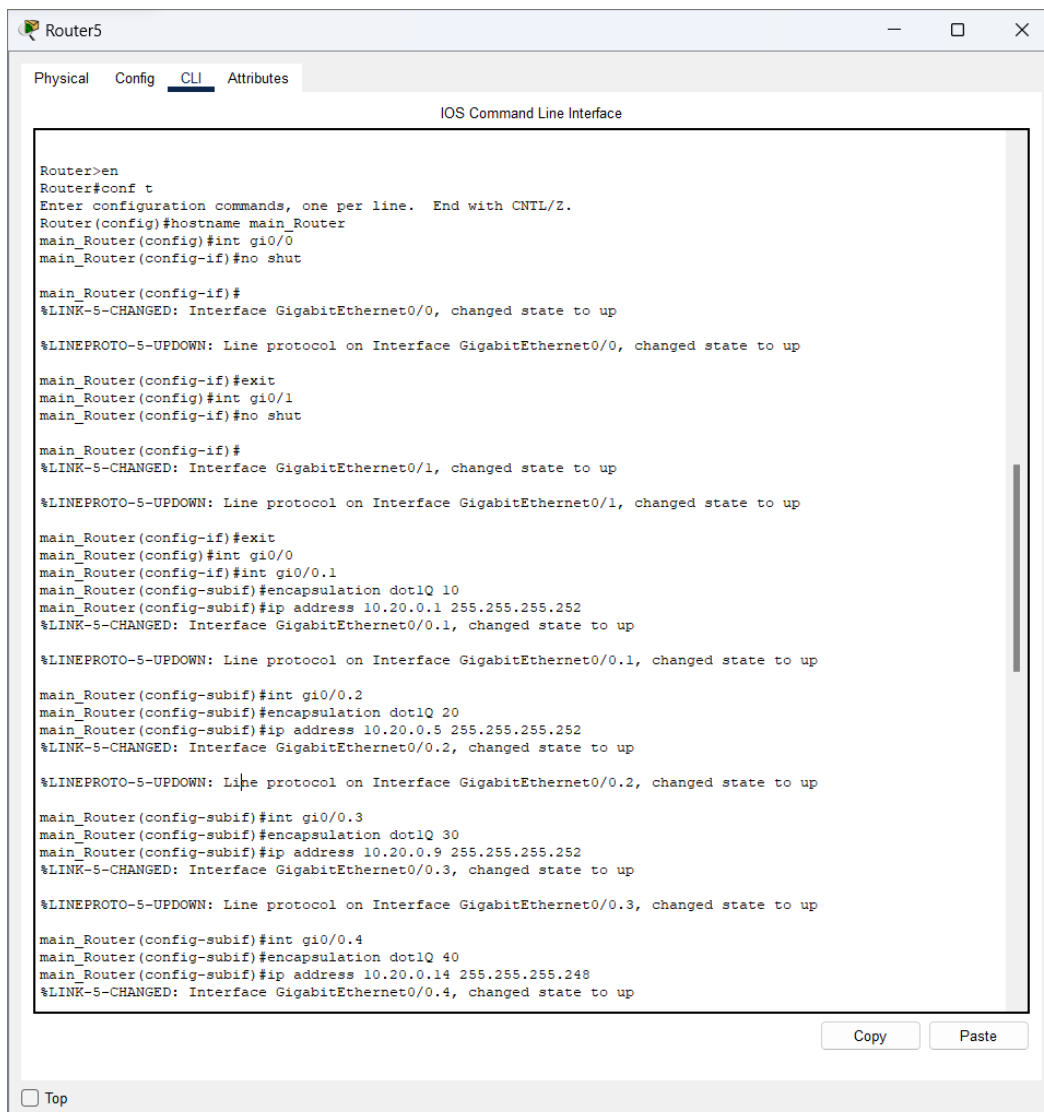 Router5
Physical Config CLI Attributes
IOS Command Line Interface
Router>en
Router#conf t
Enter configuration commands, one per line.  End with CNTL/Z.
Router(config)#hostname main_Router
main_Router(config)#int gi0/0
main_Router(config-if)#no shut
main_Router(config-if)#
%LINK-5-CHANGED: Interface GigabitEthernet0/0, changed state to up
%LINEPROTO-5-UPDOWN: Line protocol on Interface GigabitEthernet0/0, changed state to up
main_Router(config-if)#exit
main_Router(config)#int gi0/1
main_Router(config-if)#no shut
main_Router(config-if)#
%LINK-5-CHANGED: Interface GigabitEthernet0/1, changed state to up
%LINEPROTO-5-UPDOWN: Line protocol on Interface GigabitEthernet0/1, changed state to up
main_Router(config-if)#exit
main_Router(config)#int gi0/0
main_Router(config-if)#int gi0/0.1
main_Router(config-subif)#encapsulation dot1Q 10
main_Router(config-subif)#ip address 10.20.0.1 255.255.255.252
%LINK-5-CHANGED: Interface GigabitEthernet0/0.1, changed state to up
%LINEPROTO-5-UPDOWN: Line protocol on Interface GigabitEthernet0/0.1, changed state to up
main_Router(config-subif)#int gi0/0.2
main_Router(config-subif)#encapsulation dot1Q 20
main_Router(config-subif)#ip address 10.20.0.5 255.255.255.252
%LINK-5-CHANGED: Interface GigabitEthernet0/0.2, changed state to up
%LINEPROTO-5-UPDOWN: Line protocol on Interface GigabitEthernet0/0.2, changed state to up
main_Router(config-subif)#int gi0/0.3
main_Router(config-subif)#encapsulation dot1Q 30
main_Router(config-subif)#ip address 10.20.0.9 255.255.255.252
%LINK-5-CHANGED: Interface GigabitEthernet0/0.3, changed state to up
%LINEPROTO-5-UPDOWN: Line protocol on Interface GigabitEthernet0/0.3, changed state to up
main_Router(config-subif)#int gi0/0.4
main_Router(config-subif)#encapsulation dot1Q 40
main_Router(config-subif)#ip address 10.20.0.14 255.255.255.248
%LINK-5-CHANGED: Interface GigabitEthernet0/0.4, changed state to up
Copy Paste
Top